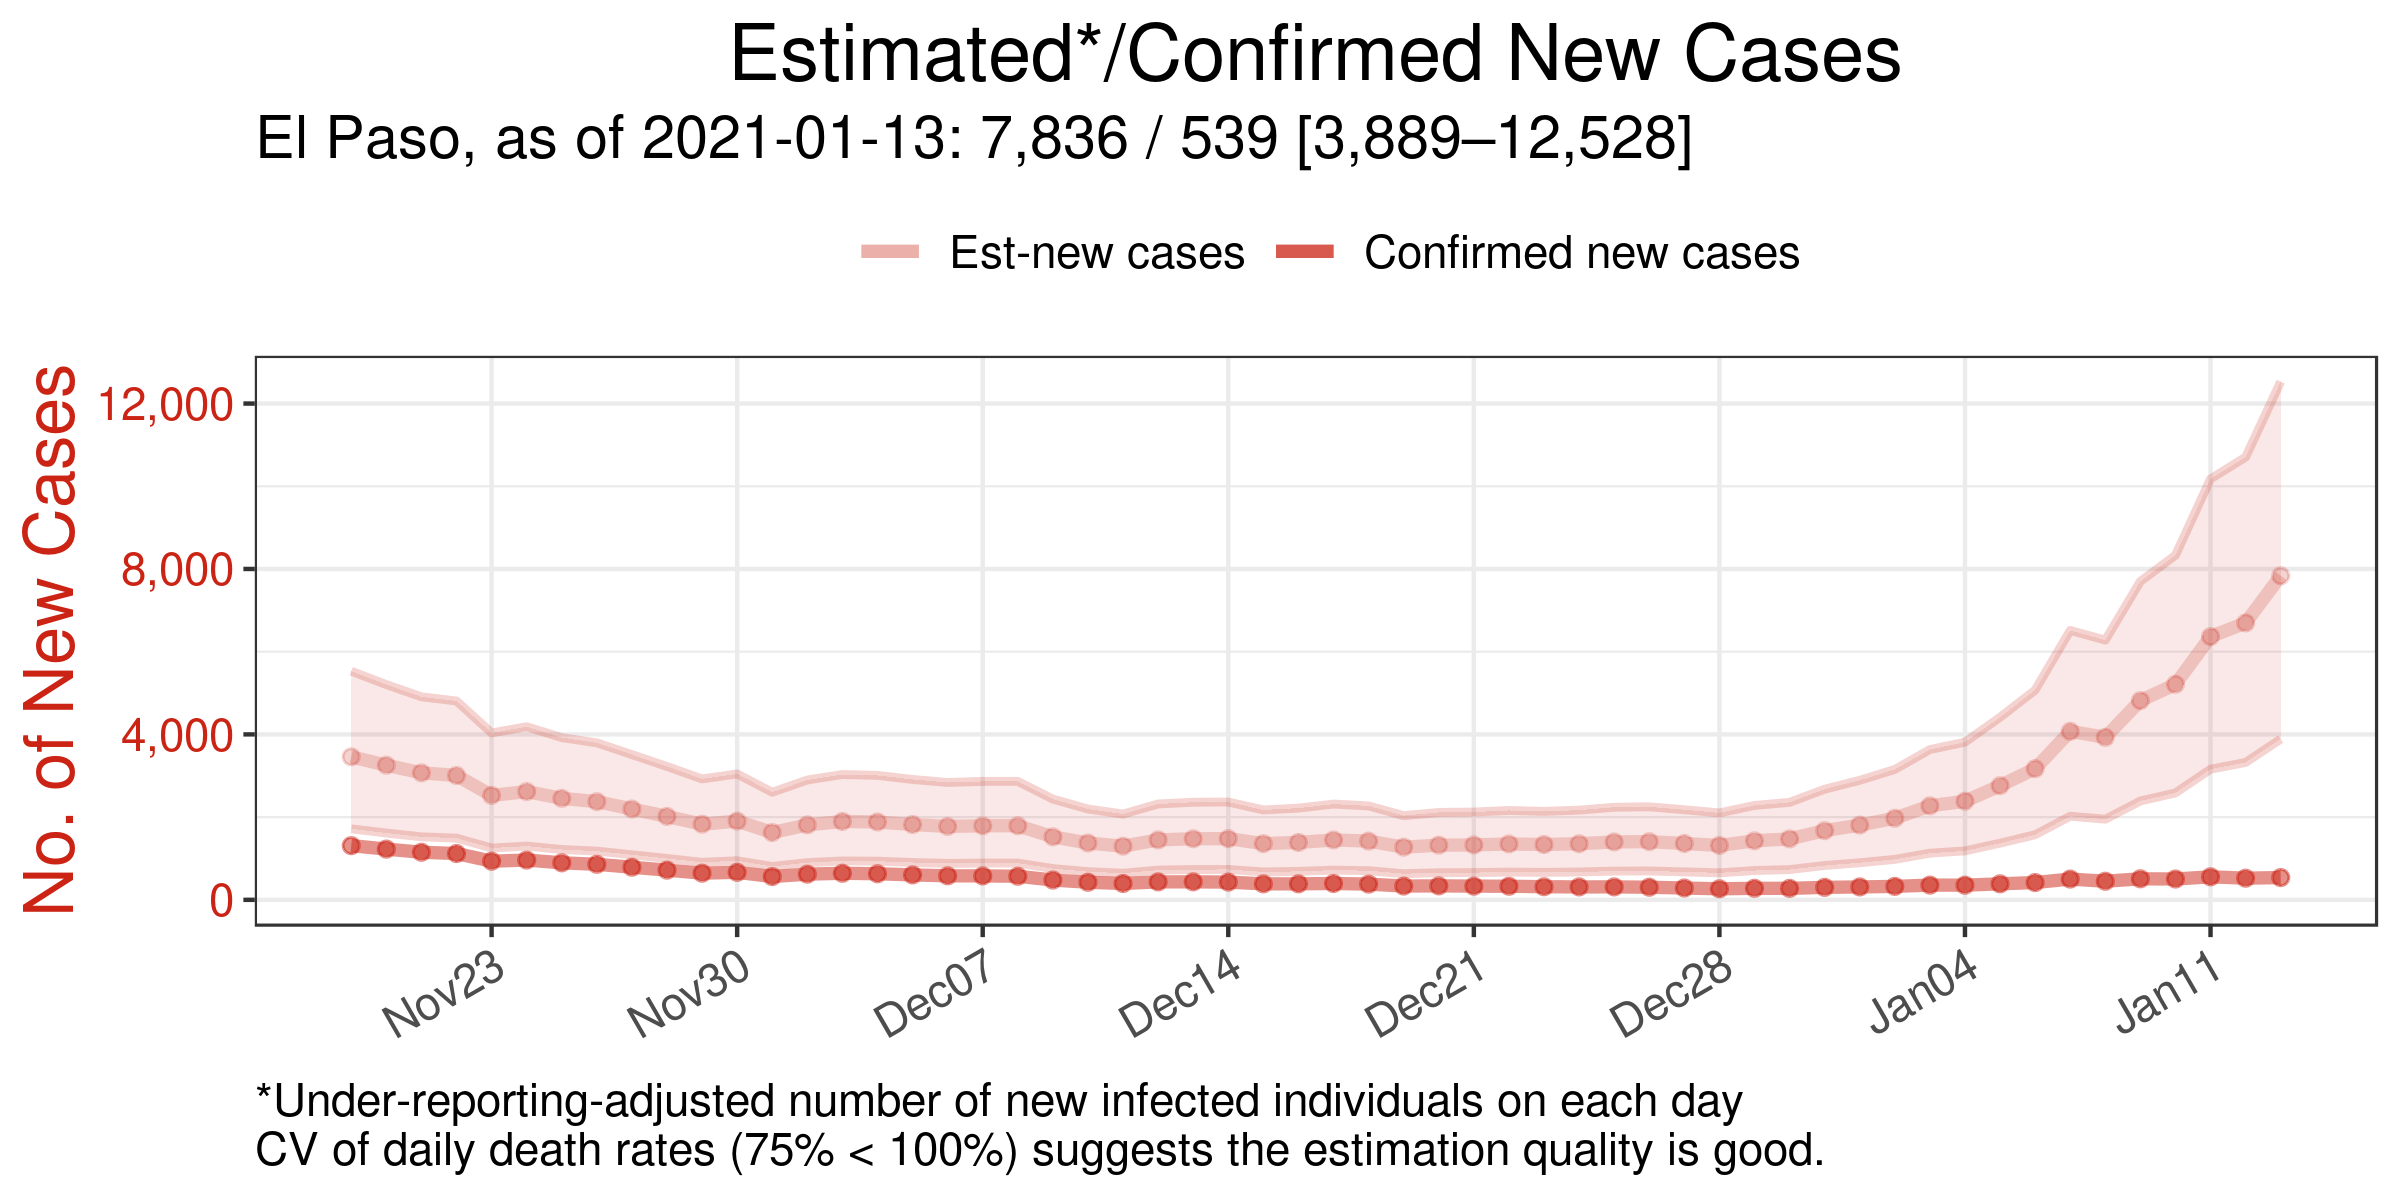 Estimated*/Confirmed New Cases
El Paso, as of 2021-01-13: 7,836 / 539 [3,889–12,528]
Est-new cases
Confirmed new cases
No. of New Cases
12,000
8,000
4,000
0
Nov23
Nov30
Dec07
Dec14
Dec21
Dec28
Jan04
Jan11
*Under-reporting-adjusted number of new infected individuals on each day
CV of daily death rates (75% < 100%) suggests the estimation quality is good.